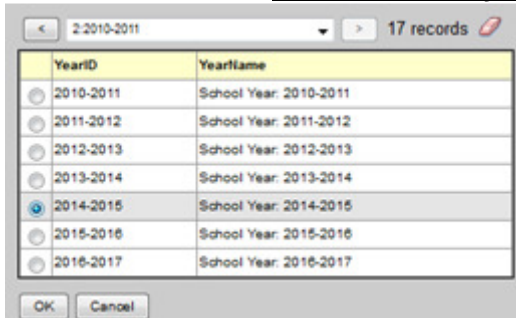 < 2:2010-2011 > 17 records
YearID YearName
2010-2011 School Year: 2010-2011
2011-2012 School Year: 2011-2012
2012-2013 School Year: 2012-2013
2013-2014 School Year: 2013-2014
2014-2015 School Year: 2014-2015
2015-2016 School Year: 2015-2016
2016-2017 School Year: 2016-2017
OK Cancel